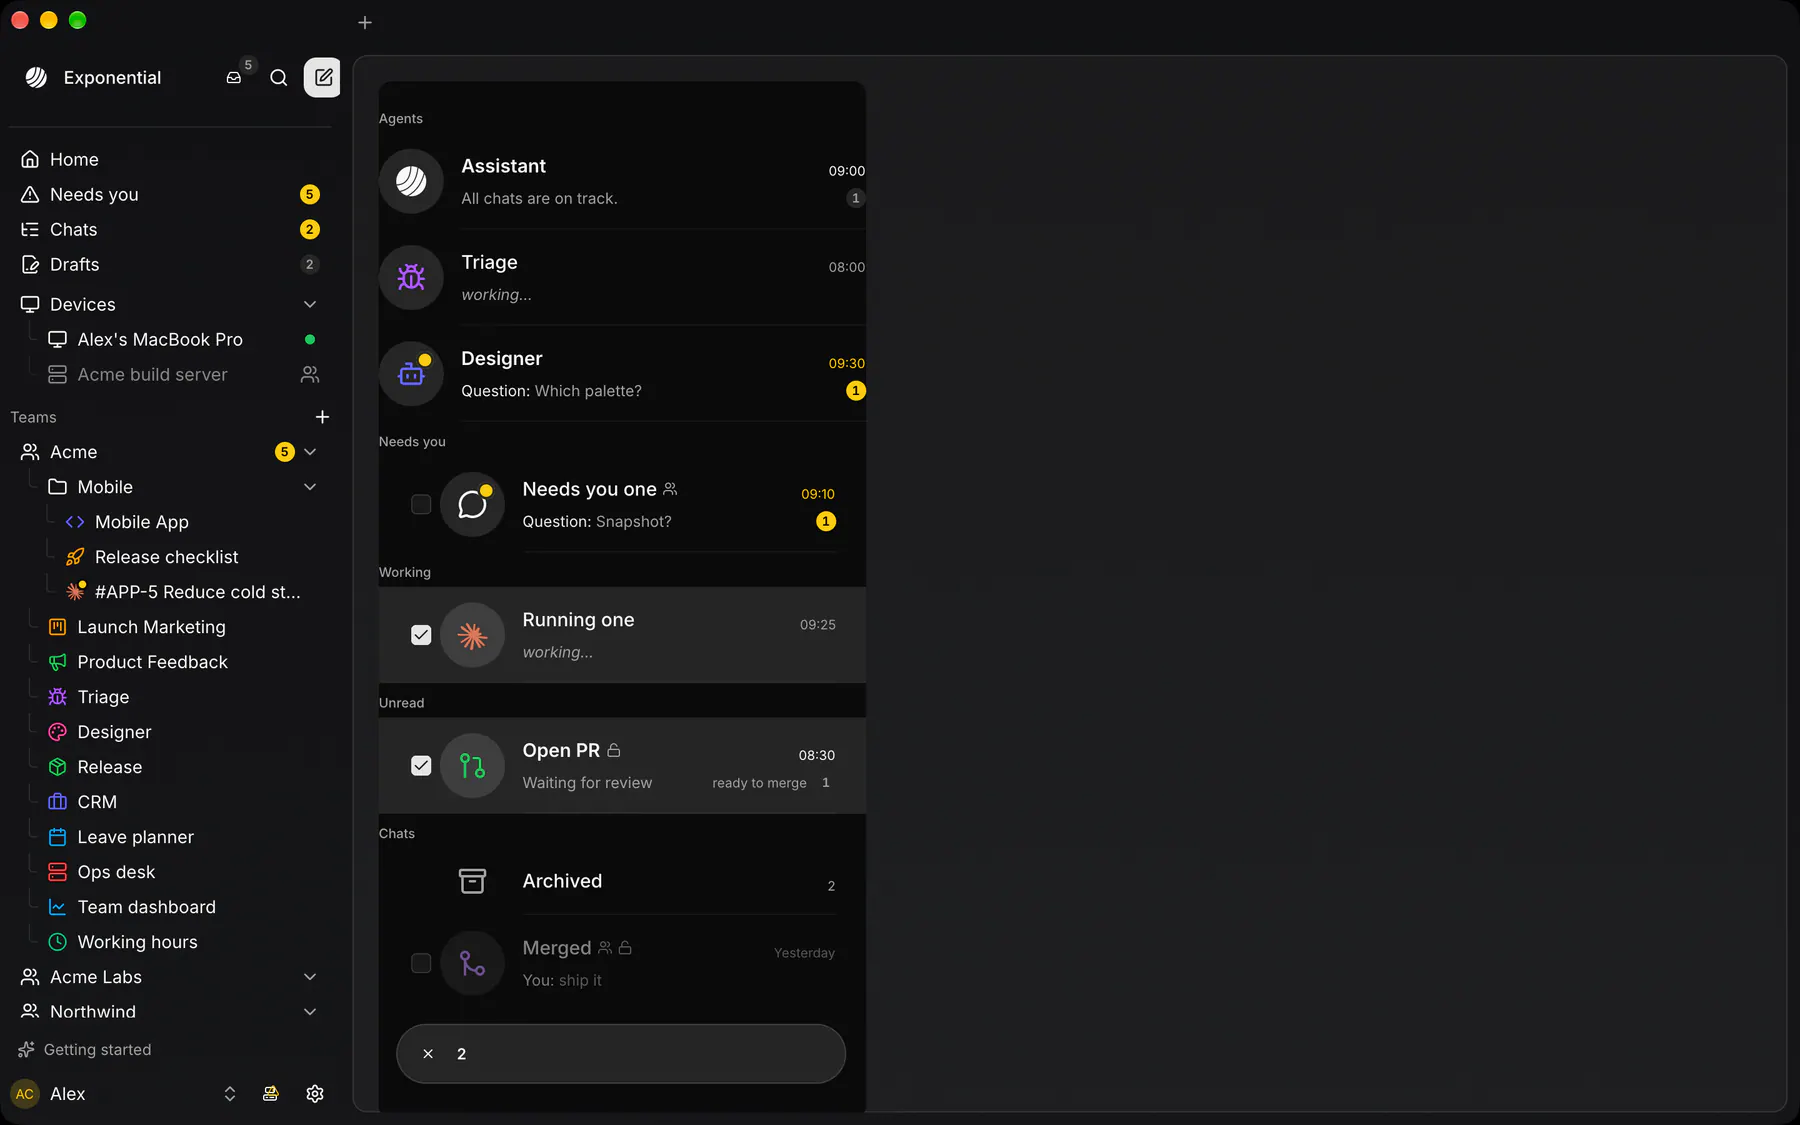 Exponential
5
Home
Needs you
5
Chats
2
Drafts
2
Devices
Alex's MacBook Pro
Acme build server
Teams
Acme
5
Mobile
Mobile App
Release checklist
#APP-5 Reduce cold st...
Launch Marketing
Product Feedback
Triage
Designer
Release
CRM
Leave planner
Ops desk
Team dashboard
Working hours
Acme Labs
Northwind
Getting started
AC
Alex
Agents
Assistant
09:00
All chats are on track.
1
Triage
08:00
working...
Designer
09:30
Question: Which palette?
1
Needs you
Needs you one
09:10
Question: Snapshot?
1
Working
Running one
09:25
working...
Unread
Open PR
08:30
Waiting for review
ready to merge
1
Chats
Archived
2
Merged
Yesterday
You: ship it
2